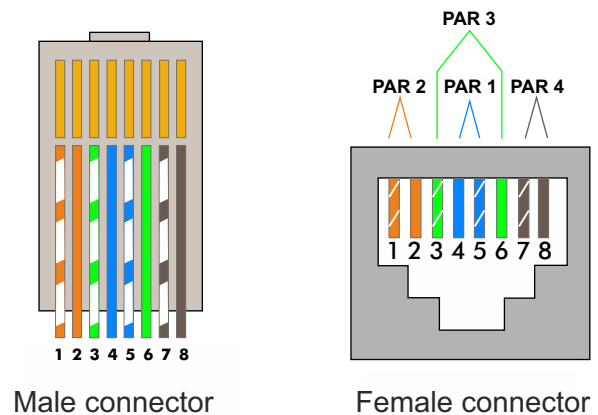 PAR 3
PAR 2 PAR 1 PAR 4
1 2 3 4 5 6 7 8
1 2 3 4 5 6 7 8
Male connector
Female connector